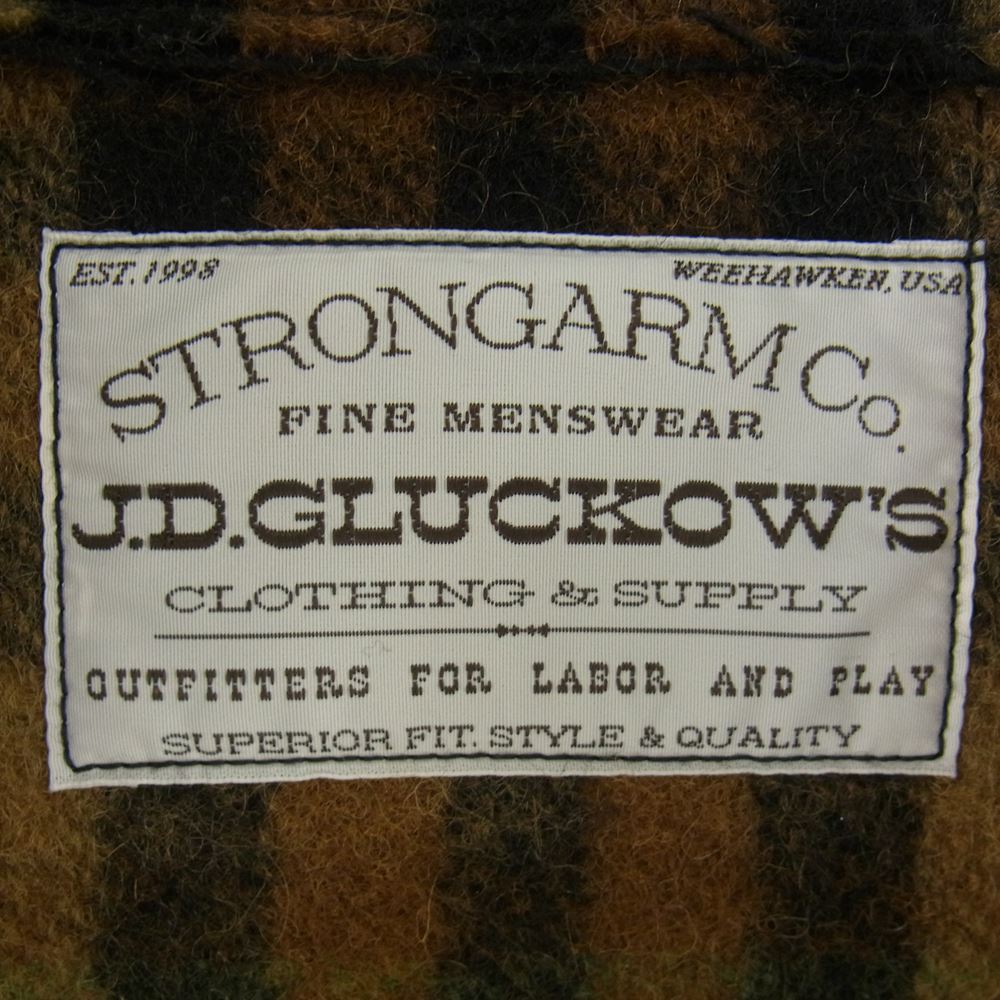 EST. 1998 WEEHAWKEN, USA
STRONGARM CO.
FINE MENSWEAR
J.D.GLUCKOW'S
CLOTHING & SUPPLY
OUTFITTERS FOR LABOR AND PLAY
SUPERIOR FIT. STYLE & QUALITY